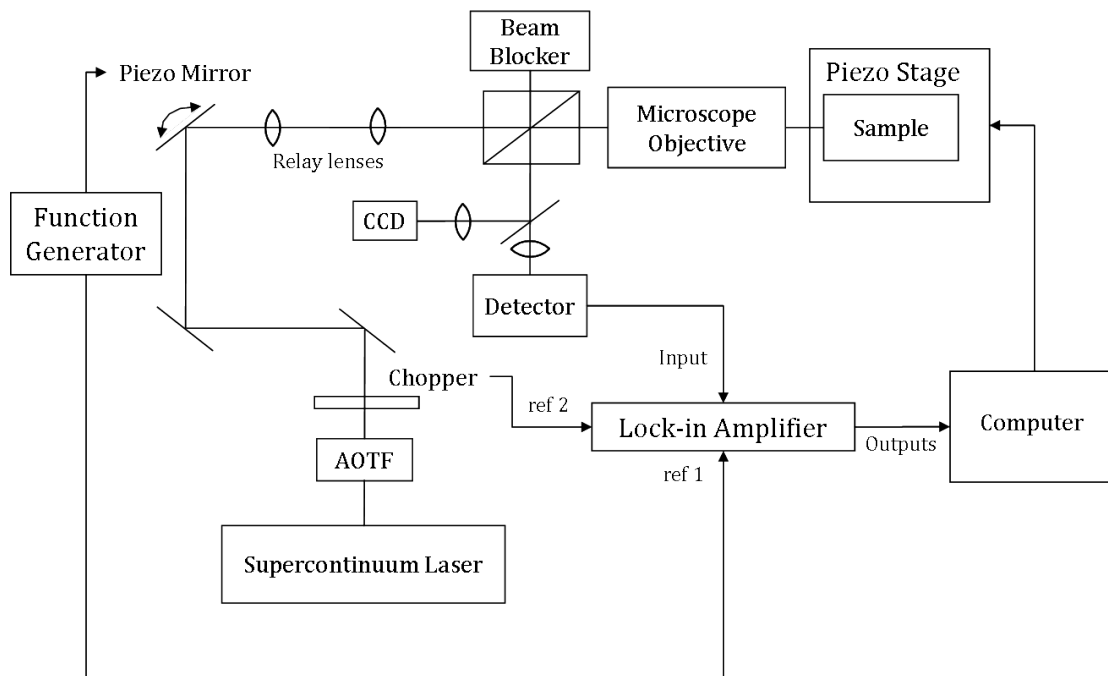 Beam
Blocker
Piezo Mirror
Piezo Stage
Microscope
Objective
Sample
Relay lenses
Function
Generator
CCD
Detector
Input
Chopper
ref 2
Lock-in Amplifier
Outputs
Computer
AOTF
ref 1
Supercontinuum Laser